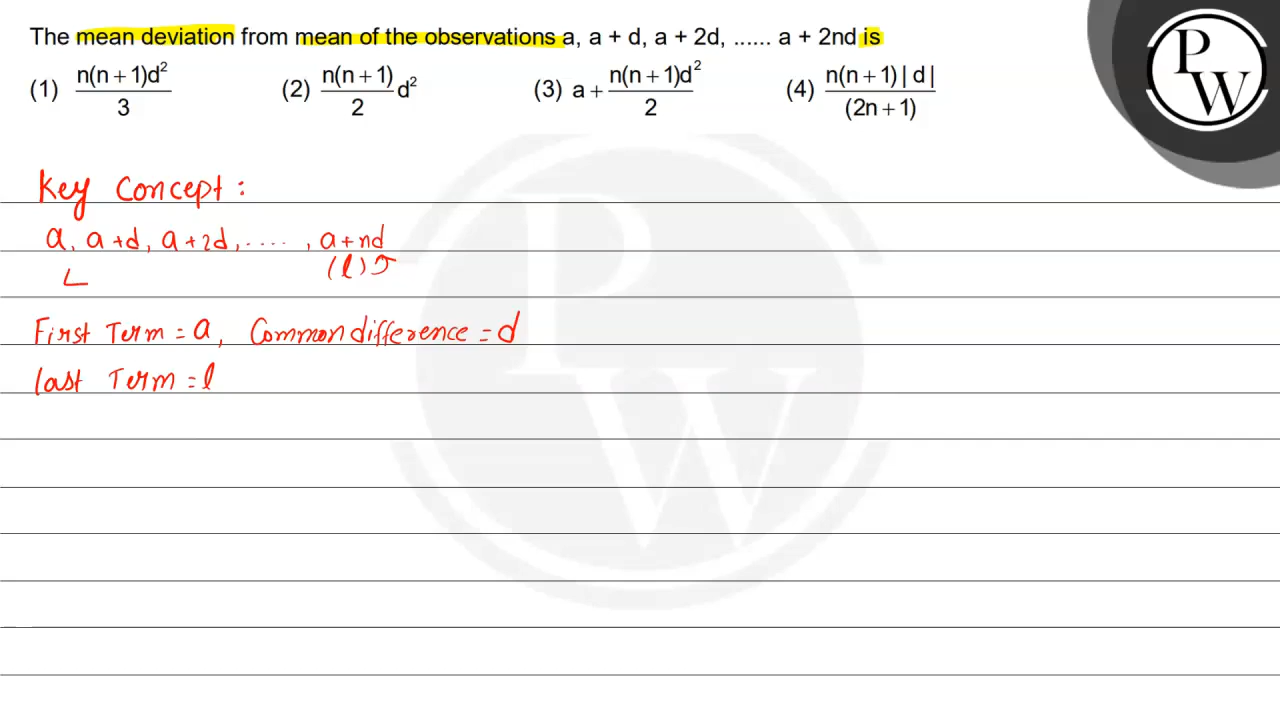 The mean deviation from mean of the observations a, a + d, a + 2d, ...... a + 2nd is
(1) n(n + 1)d²/3 (2) n(n + 1)/2 d² (3) a + n(n + 1)d²/2 (4) n(n + 1) | d |/(2n + 1)
PW
Key Concept :
a, a + d, a + 2d, ...., a + nd
(l)
First Term = a, Common difference = d
Last Term = l